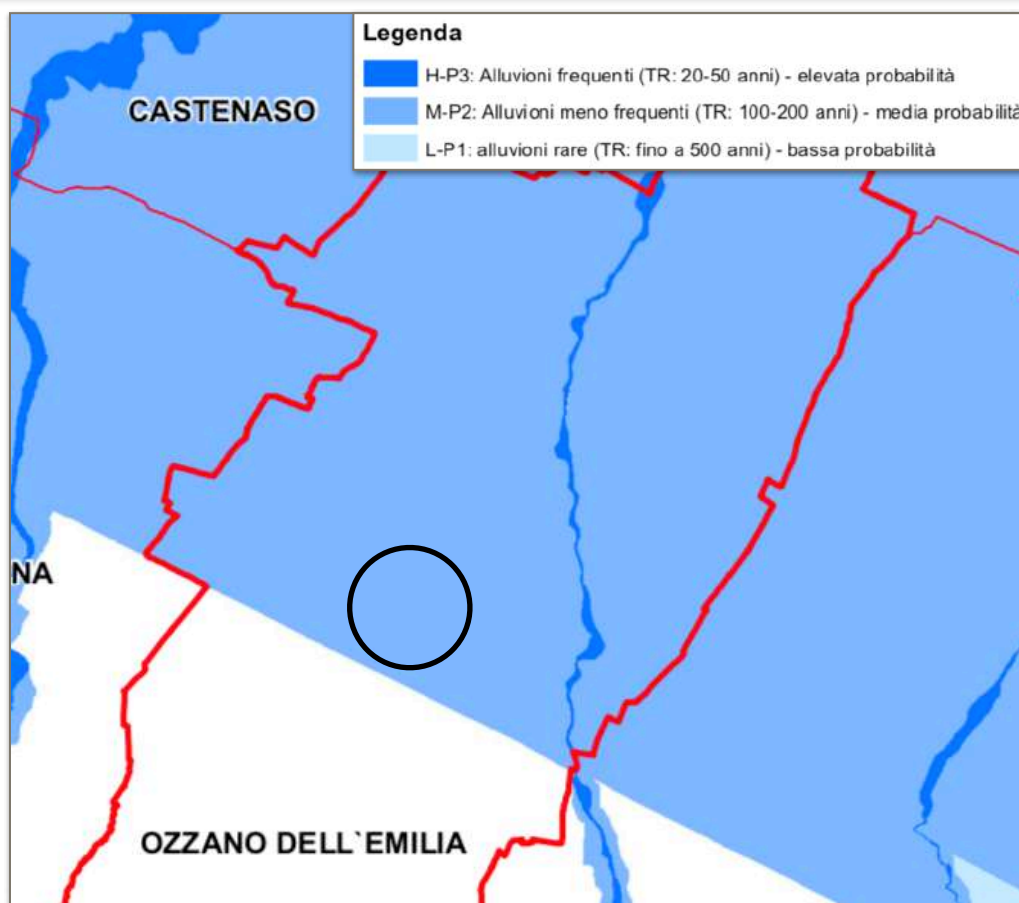 Legenda
H-P3: Alluvioni frequenti (TR: 20-50 anni) - elevata probabilità
M-P2: Alluvioni meno frequenti (TR: 100-200 anni) - media probabilità
L-P1: alluvioni rare (TR: fino a 500 anni) - bassa probabilità
CASTENASO
NA
OZZANO DELL`EMILIA